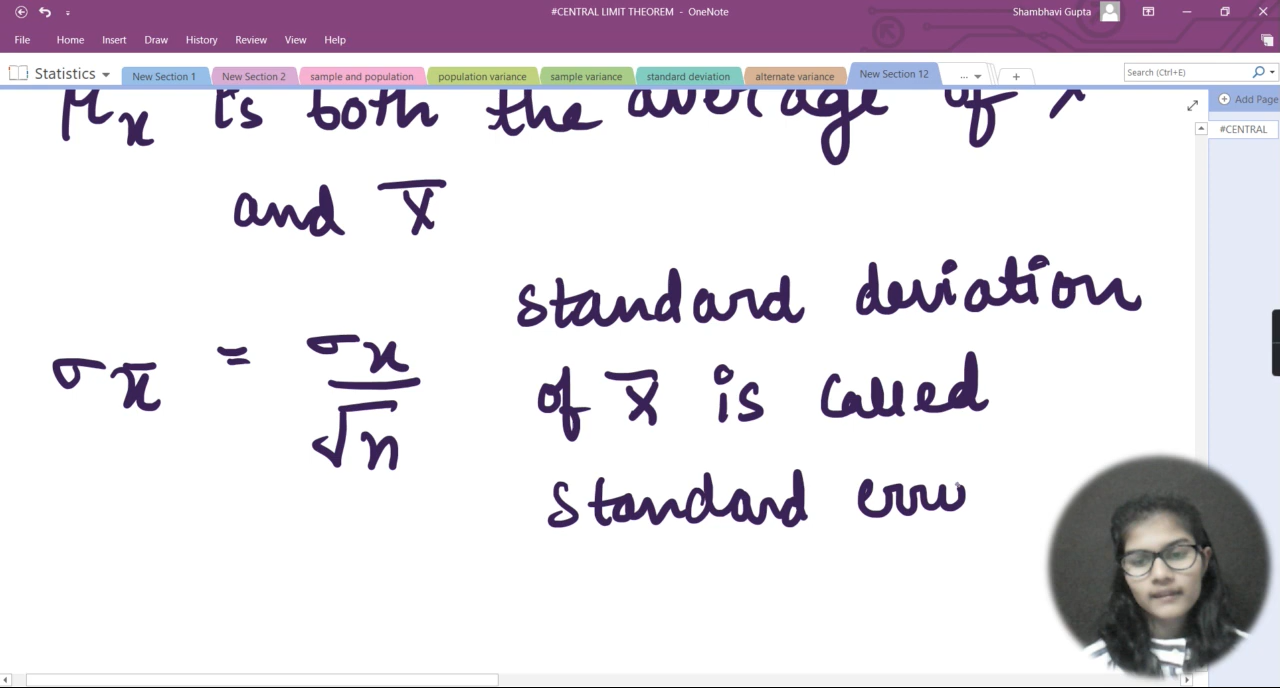 #CENTRAL LIMIT THEOREM - OneNote
Shambhavi Gupta
File Home Insert Draw History Review View Help
Statistics New Section 1 New Section 2 sample and population population variance sample variance standard deviation alternate variance New Section 12 ... +
Search (Ctrl+E)
Add Page
#CENTRAL
μx is both the average of x
and X̅
σx̅ = σx/√n
standard deviation
of X̅ is called
standard erro